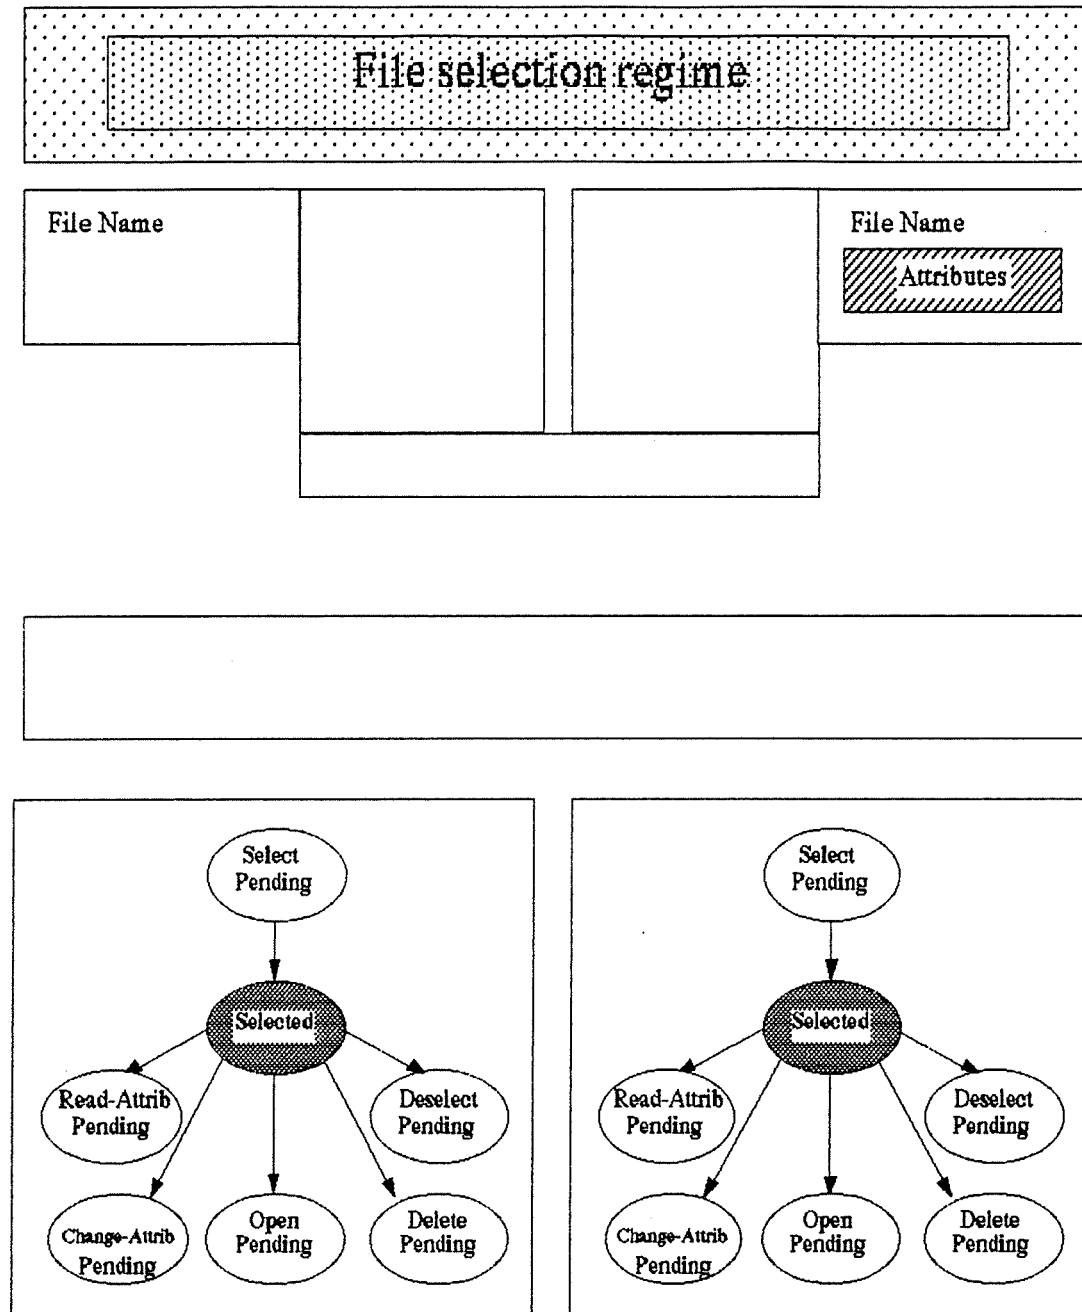 File selection regime
File Name
File Name
Attributes
Select
Pending
Selected
Read-Attrib
Pending
Deselect
Pending
Change-Attrib
Pending
Open
Pending
Delete
Pending
Select
Pending
Selected
Read-Attrib
Pending
Deselect
Pending
Change-Attrib
Pending
Open
Pending
Delete
Pending